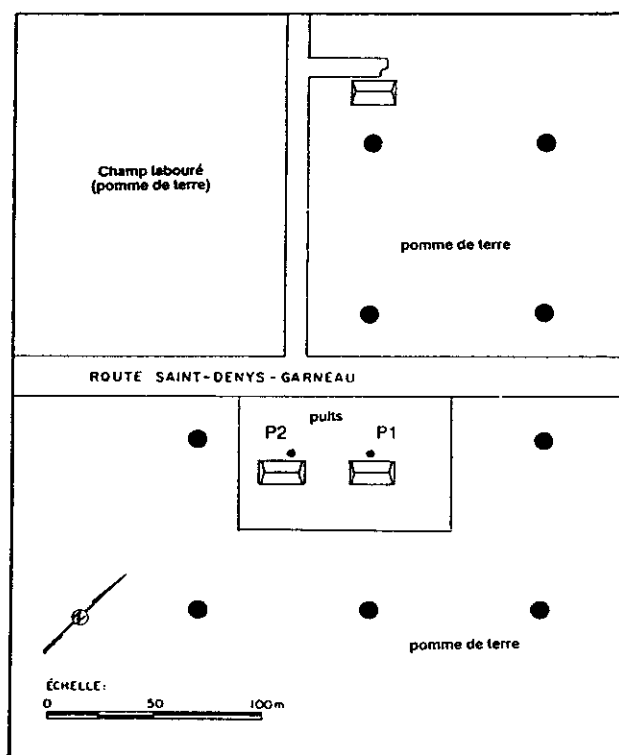 Champ labouré
(pomme de terre)
pomme de terre
ROUTE SAINT-DENYS-GARNEAU
puits
P2
P1
N
pomme de terre
ÉCHELLE:
0 50 100m